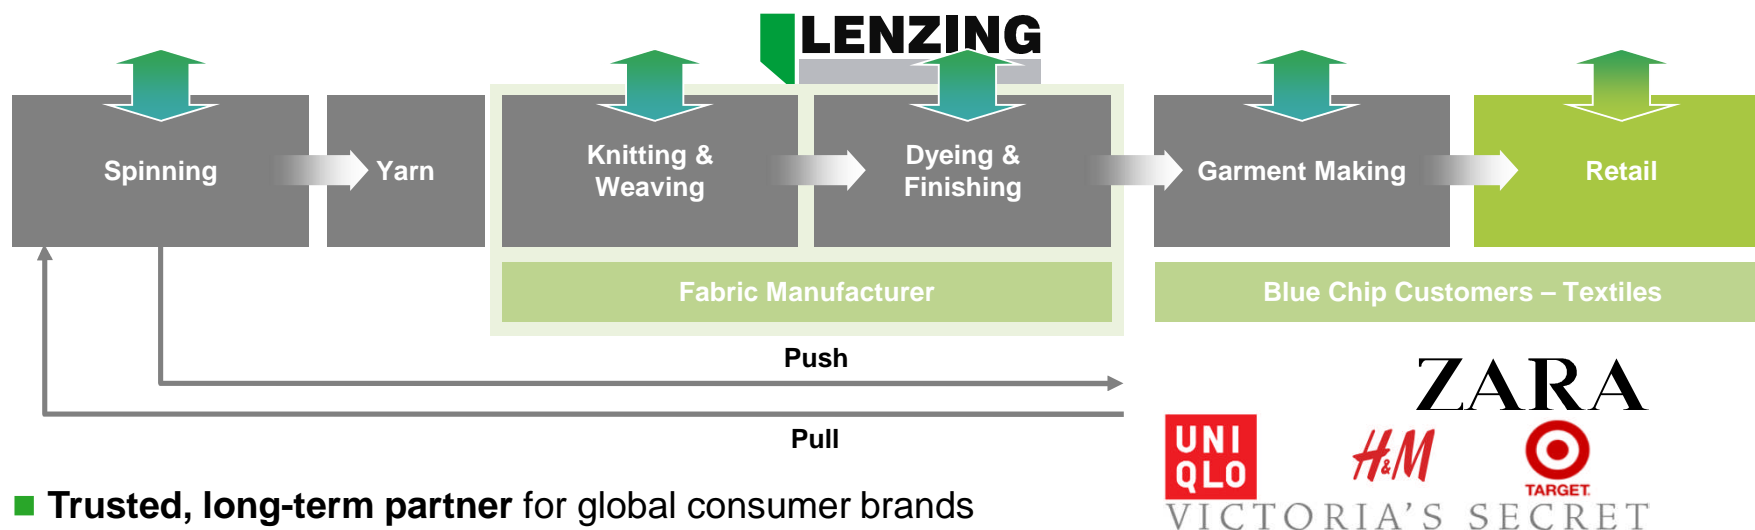 LENZING
Spinning
Yarn
Knitting &
Weaving
Dyeing &
Finishing
Garment Making
Retail
Fabric Manufacturer
Blue Chip Customers – Textiles
Push
Pull
ZARA
UNI
QLO
H&M
TARGET
VICTORIA'S SECRET
Trusted, long-term partner for global consumer brands